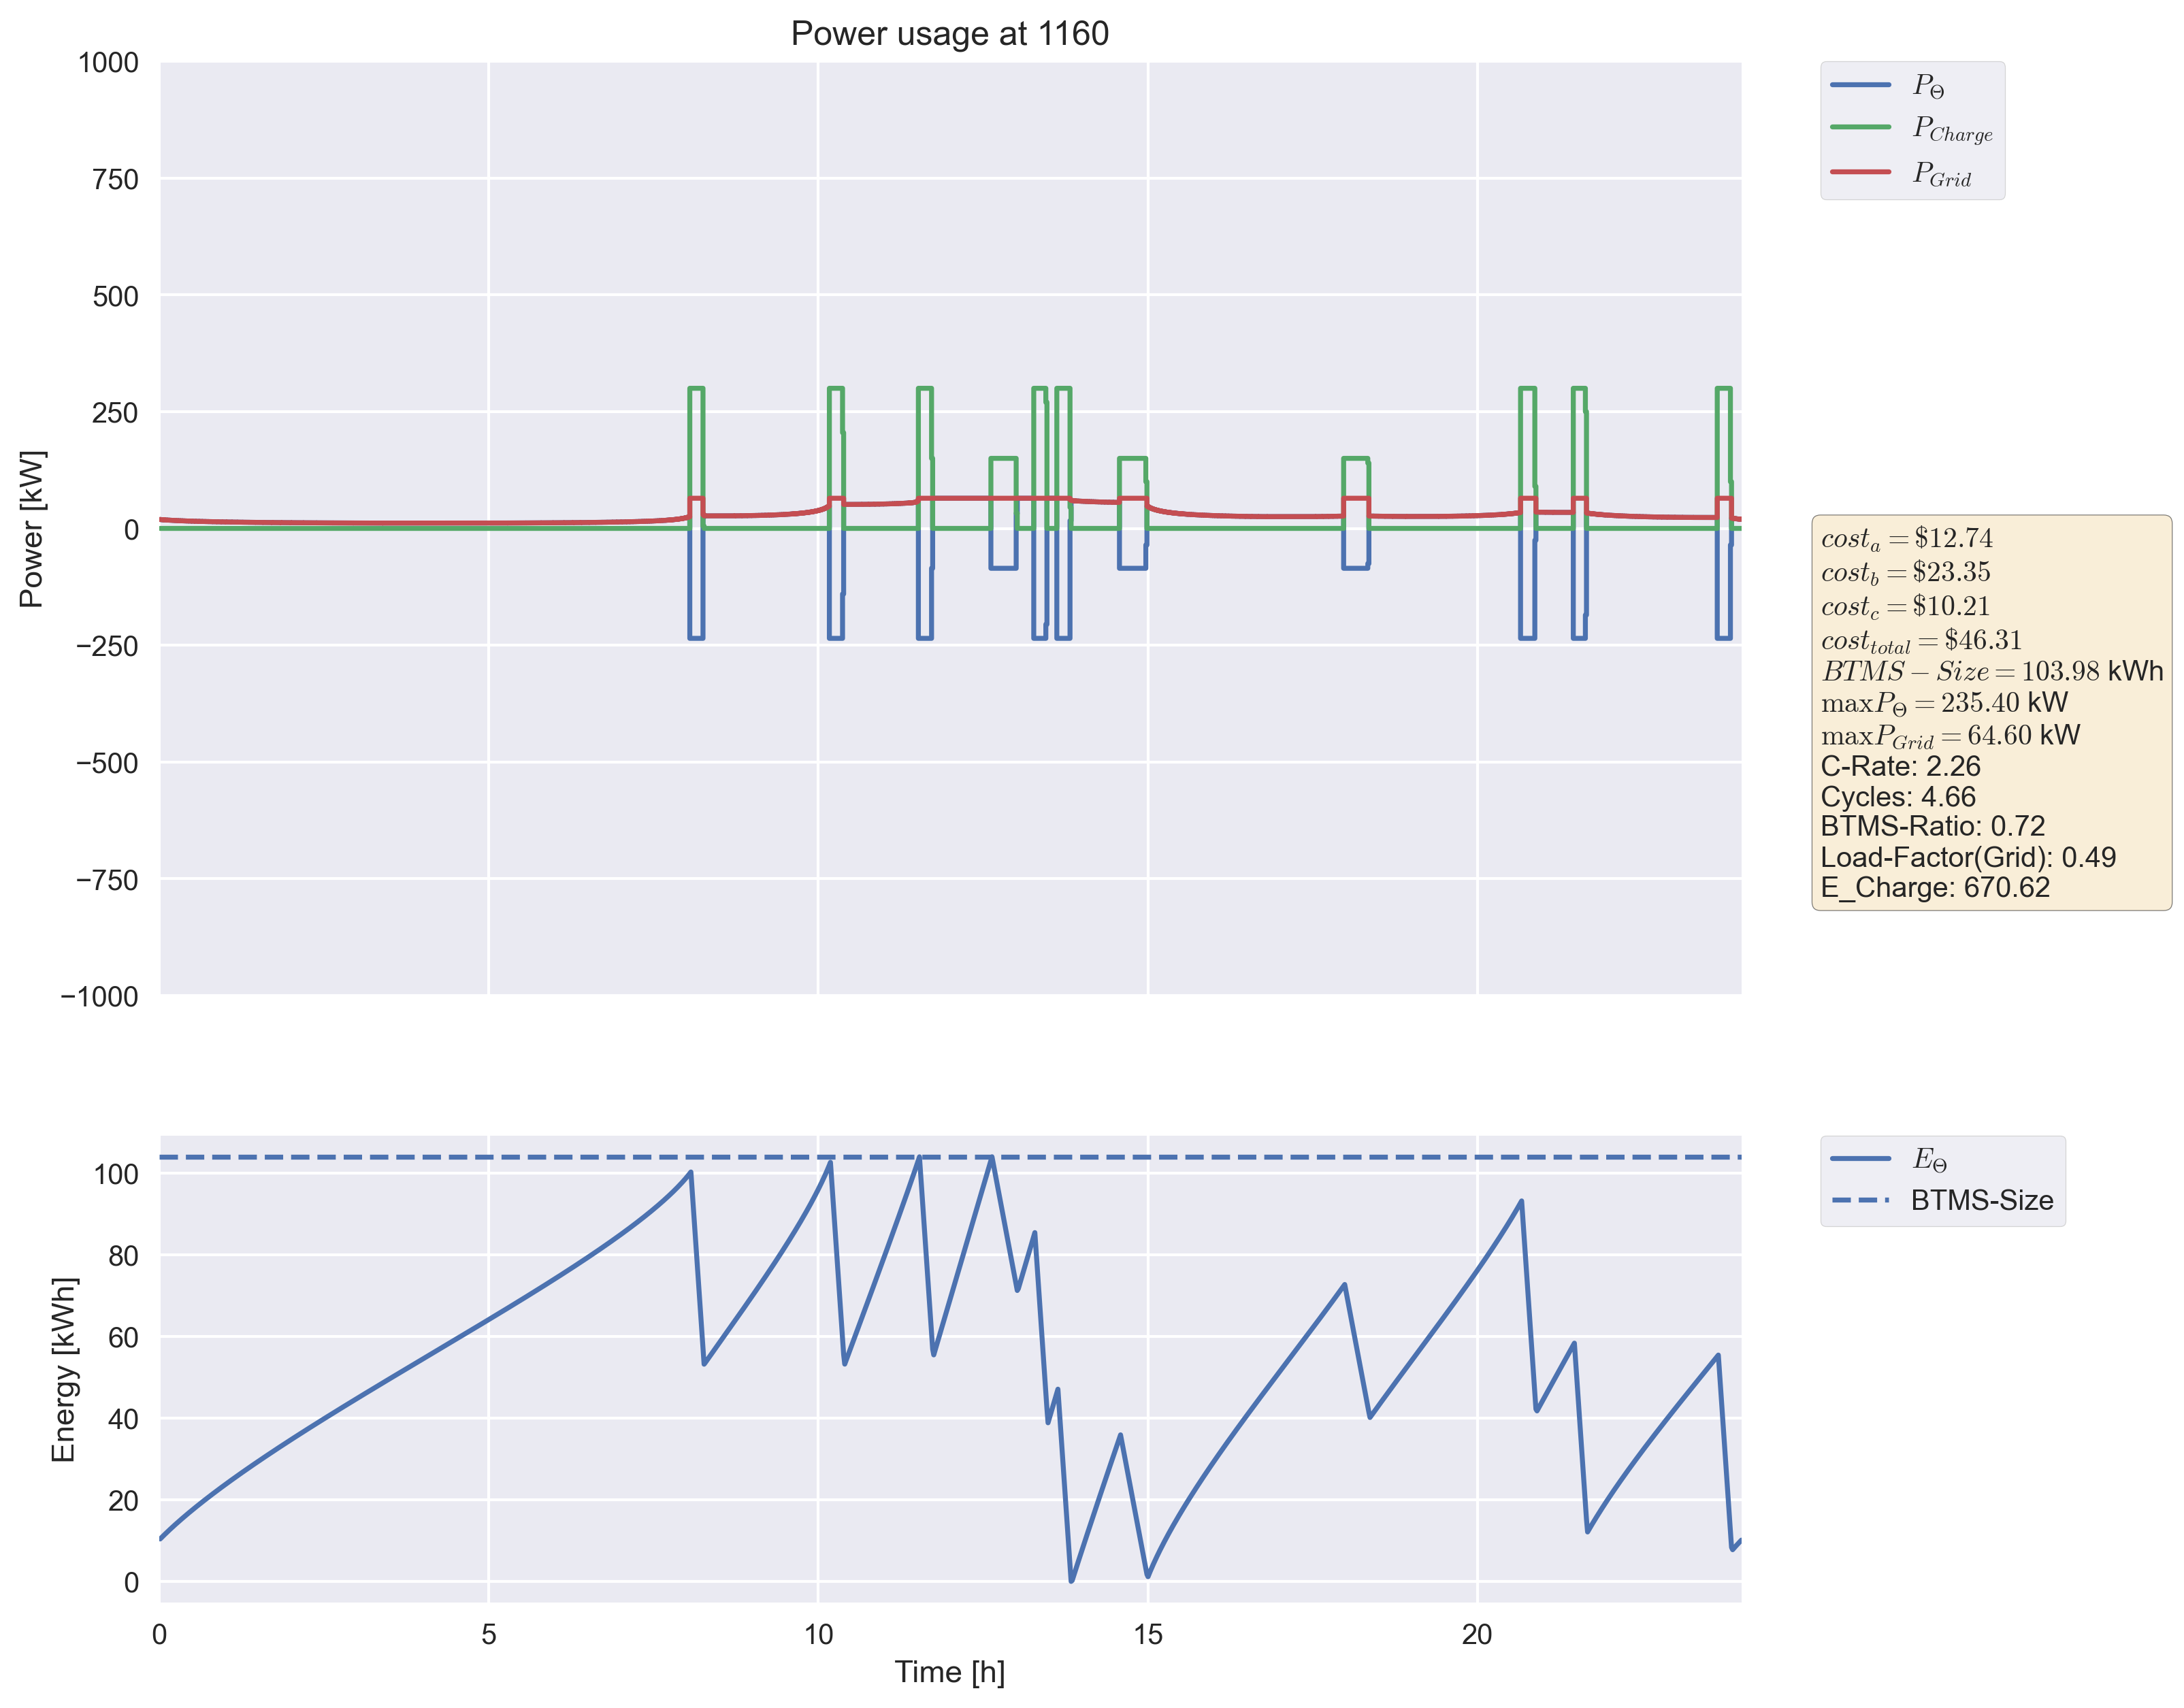 Power usage at 1160
1000
750
500
250
0
−250
−500
−750
−1000
Power [kW]
P_Θ
P_Charge
P_Grid
cost_a = $12.74
cost_b = $23.35
cost_c = $10.21
cost_total = $46.31
BTMS − Size = 103.98 kWh
maxP_Θ = 235.40 kW
maxP_Grid = 64.60 kW
C-Rate: 2.26
Cycles: 4.66
BTMS-Ratio: 0.72
Load-Factor(Grid): 0.49
E_Charge: 670.62
100
80
60
40
20
0
Energy [kWh]
E_Θ
BTMS-Size
0 5 10 15 20
Time [h]